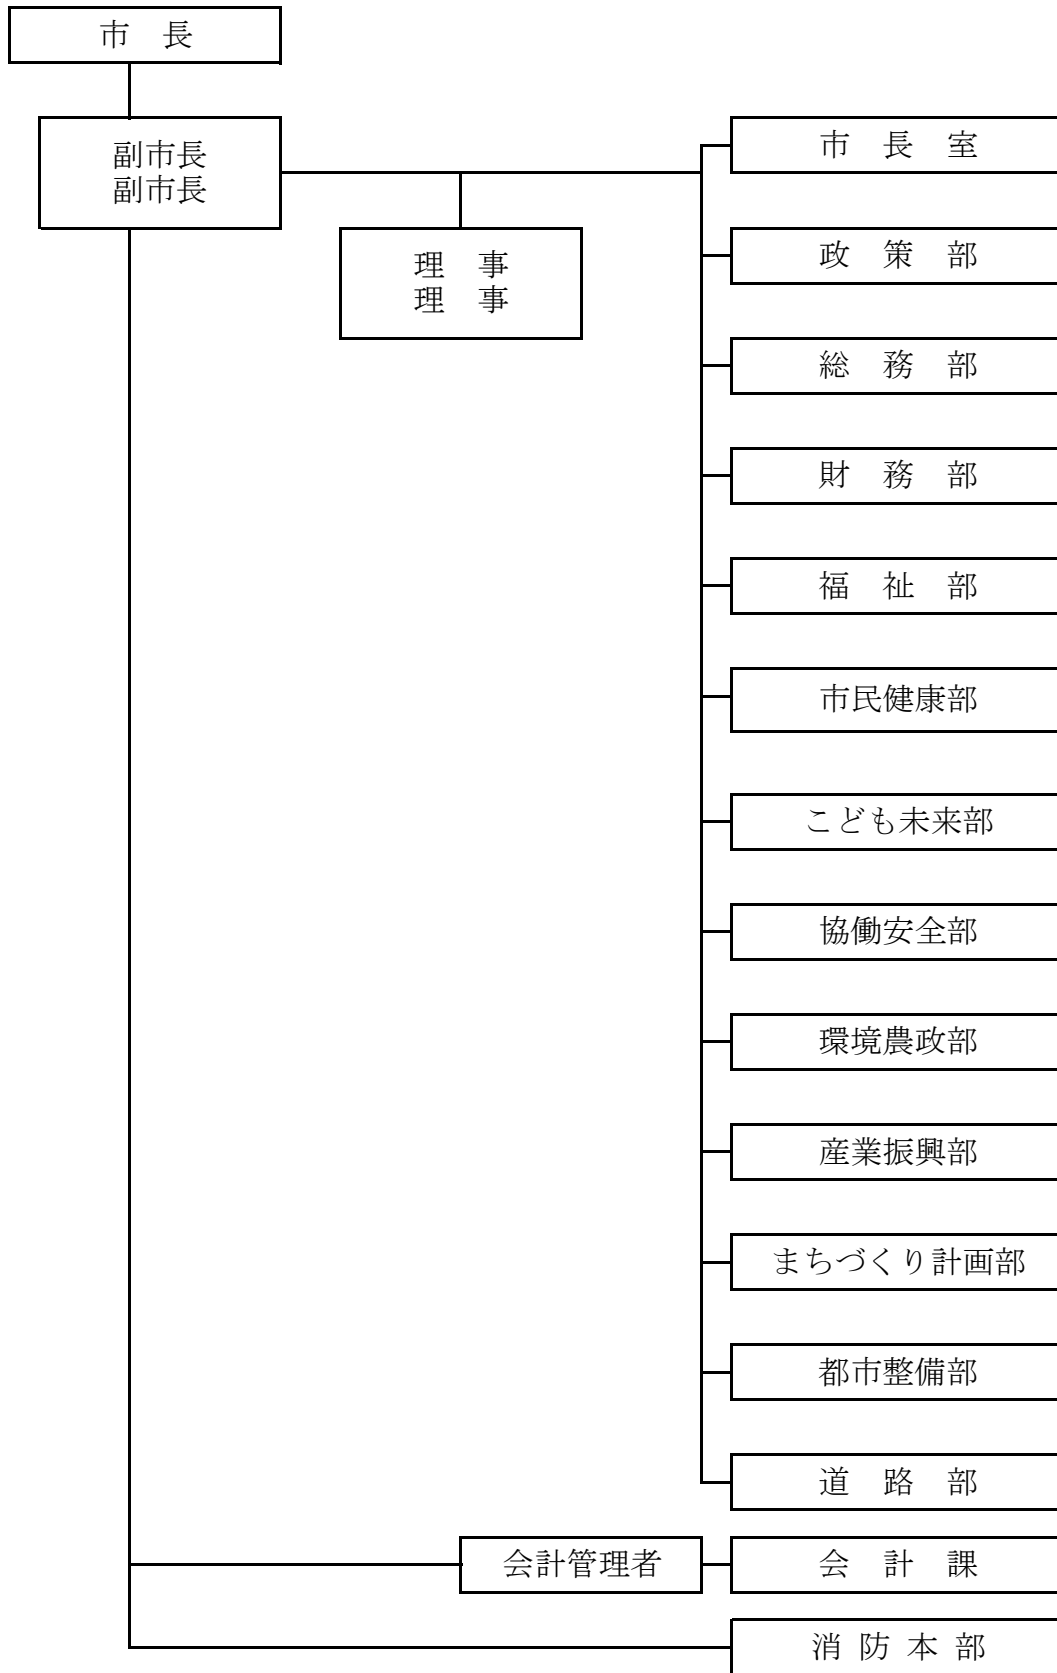 市　長
副市長
副市長
理　事
理　事
市　長　室
政　策　部
総　務　部
財　務　部
福　祉　部
市民健康部
こども未来部
協働安全部
環境農政部
産業振興部
まちづくり計画部
都市整備部
道　路　部
会計管理者
会　計　課
消 防 本 部